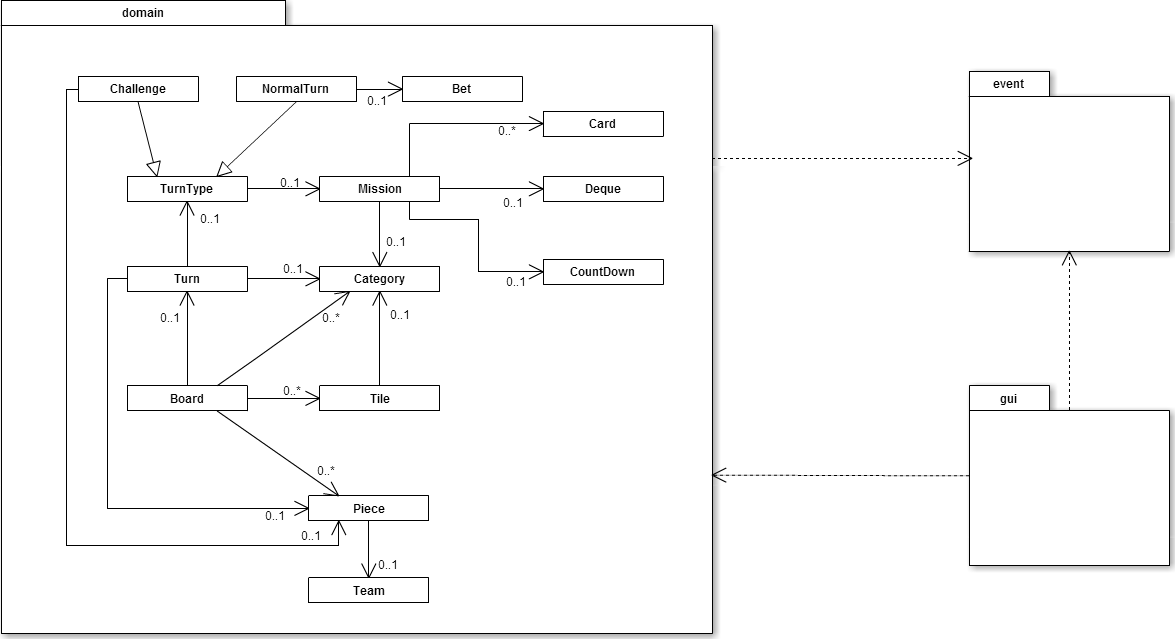 domain
Challenge
NormalTurn
0..1
Bet
event
0..*
Card
TurnType
0..1
Mission
0..1
Deque
0..1
0..1
Turn
0..1
Category
0..1
CountDown
0..1
0..*
0..1
Board
0..*
Tile
gui
0..*
0..1
Piece
0..1
0..1
Team